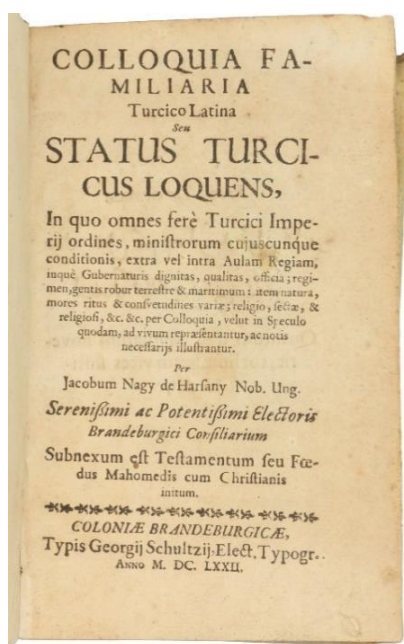 COLLOQUIA FA-
MILIARIA
Turcico Latina
Seu
STATUS TURCI-
CUS LOQUENS,
In quo omnes ferè Turcici Impe-
rij ordines, miniſtrorum cujuscunque
conditionis, extra vel intra Aulam Regiam,
inquè Gubernaturis dignitas, qualitas, officia; regi-
men, gentis robur terreſtre & maritimum: item natura,
mores ritus & conſvetudines variæ; religio, ſectæ, &
religioſi, &c. &c. per Colloquia, velut in Speculo
quodam, ad vivum repræſentantur, ac notis
neceſſarijs illuſtrantur.
Per
Jacobum Nagy de Harſany Nob. Ung.
Sereniſſimi ac Potentiſſimi Electoris
Brandeburgici Conſiliarium
Subnexum eſt Teſtamentum ſeu Fœ-
dus Mahomedis cum Chriſtianis
initum.
COLONIÆ BRANDEBURGICÆ,
Typis Georgij Schultzij. Elect. Typogr.
ANNO M. DC. LXXII.